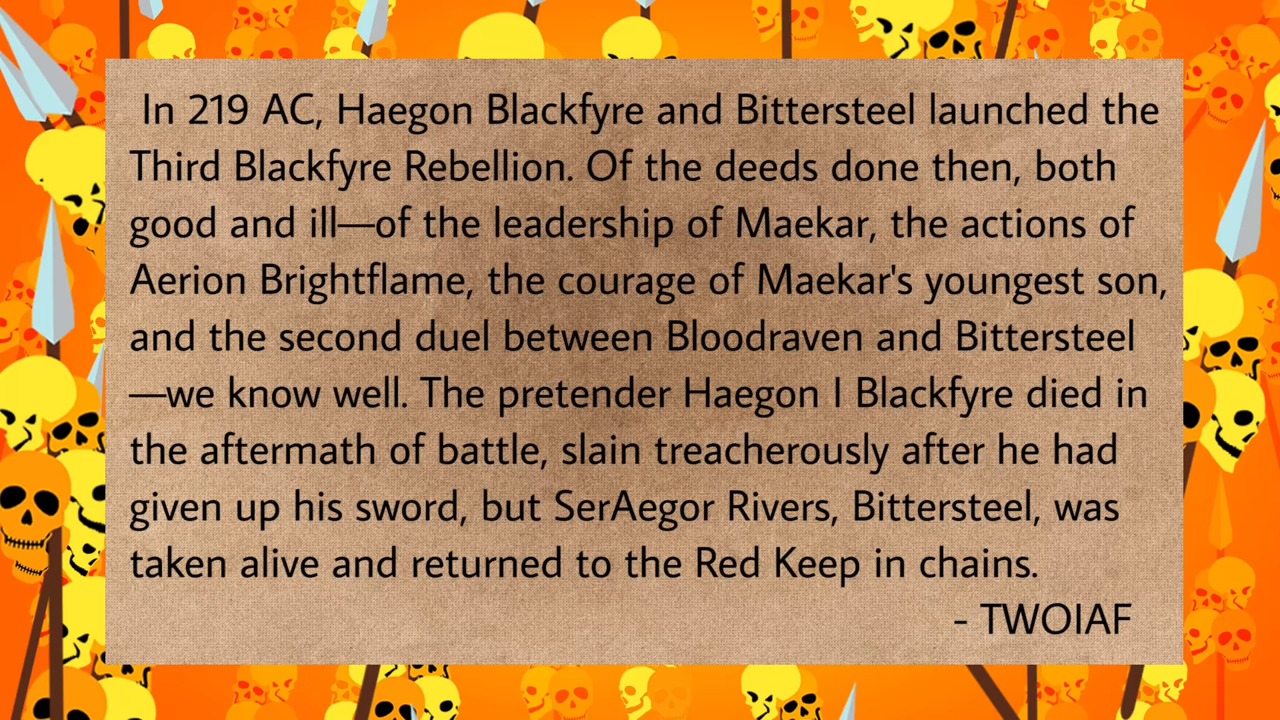 In 219 AC, Haegon Blackfyre and Bittersteel launched the
Third Blackfyre Rebellion. Of the deeds done then, both
good and ill—of the leadership of Maekar, the actions of
Aerion Brightflame, the courage of Maekar's youngest son,
and the second duel between Bloodraven and Bittersteel
—we know well. The pretender Haegon I Blackfyre died in
the aftermath of battle, slain treacherously after he had
given up his sword, but SerAegor Rivers, Bittersteel, was
taken alive and returned to the Red Keep in chains.
- TWOIAF